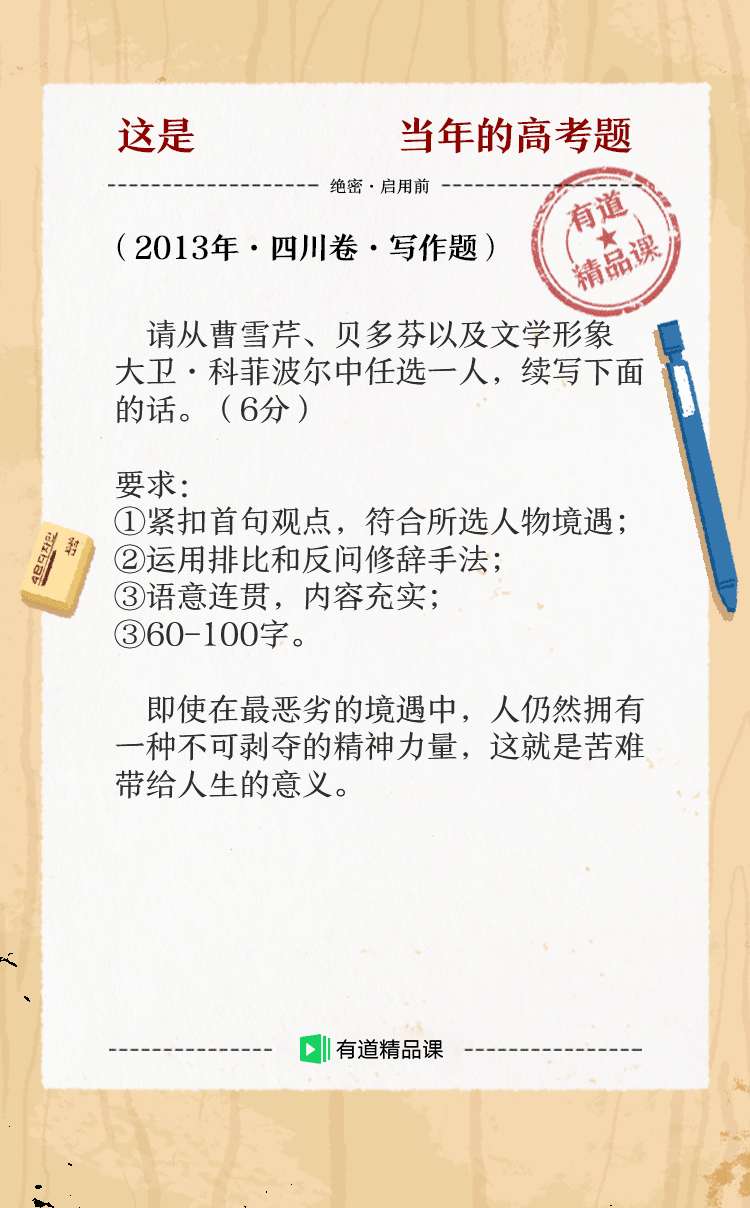 这是 当年的高考题
绝密·启用前
有道
精品课
（2013年·四川卷·写作题）
请从曹雪芹、贝多芬以及文学形象
大卫·科菲波尔中任选一人，续写下面
的话。（6分）
要求：
①紧扣首句观点，符合所选人物境遇；
②运用排比和反问修辞手法；
③语意连贯，内容充实；
③60-100字。
即使在最恶劣的境遇中，人仍然拥有
一种不可剥夺的精神力量，这就是苦难
带给人生的意义。
有道精品课